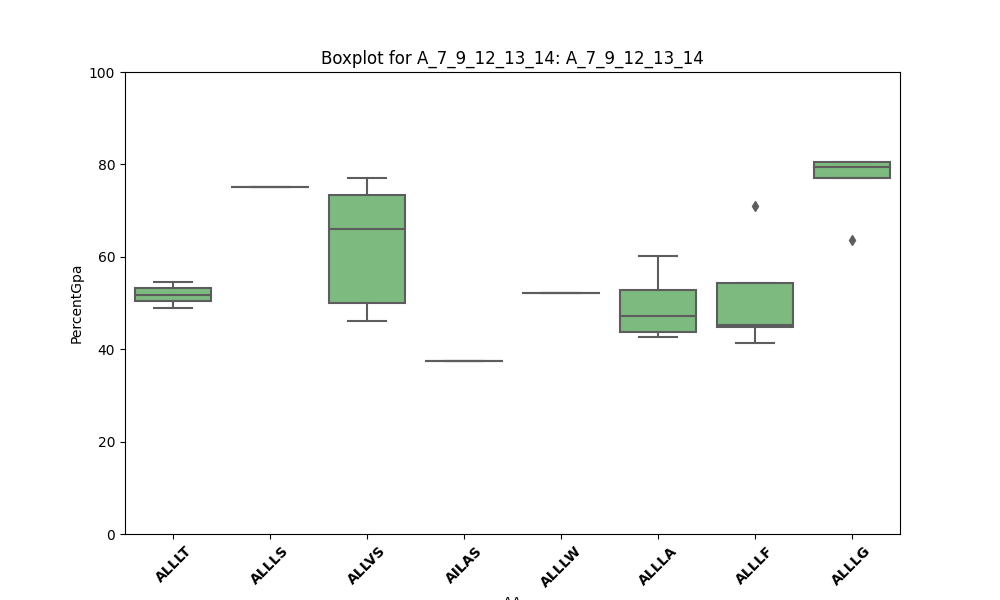 Boxplot for A_7_9_12_13_14: A_7_9_12_13_14
100
80
60
40
20
0
PercentGpa
ALLLT
ALLLS
ALLVS
AILAS
ALLLW
ALLLA
ALLLF
ALLLG